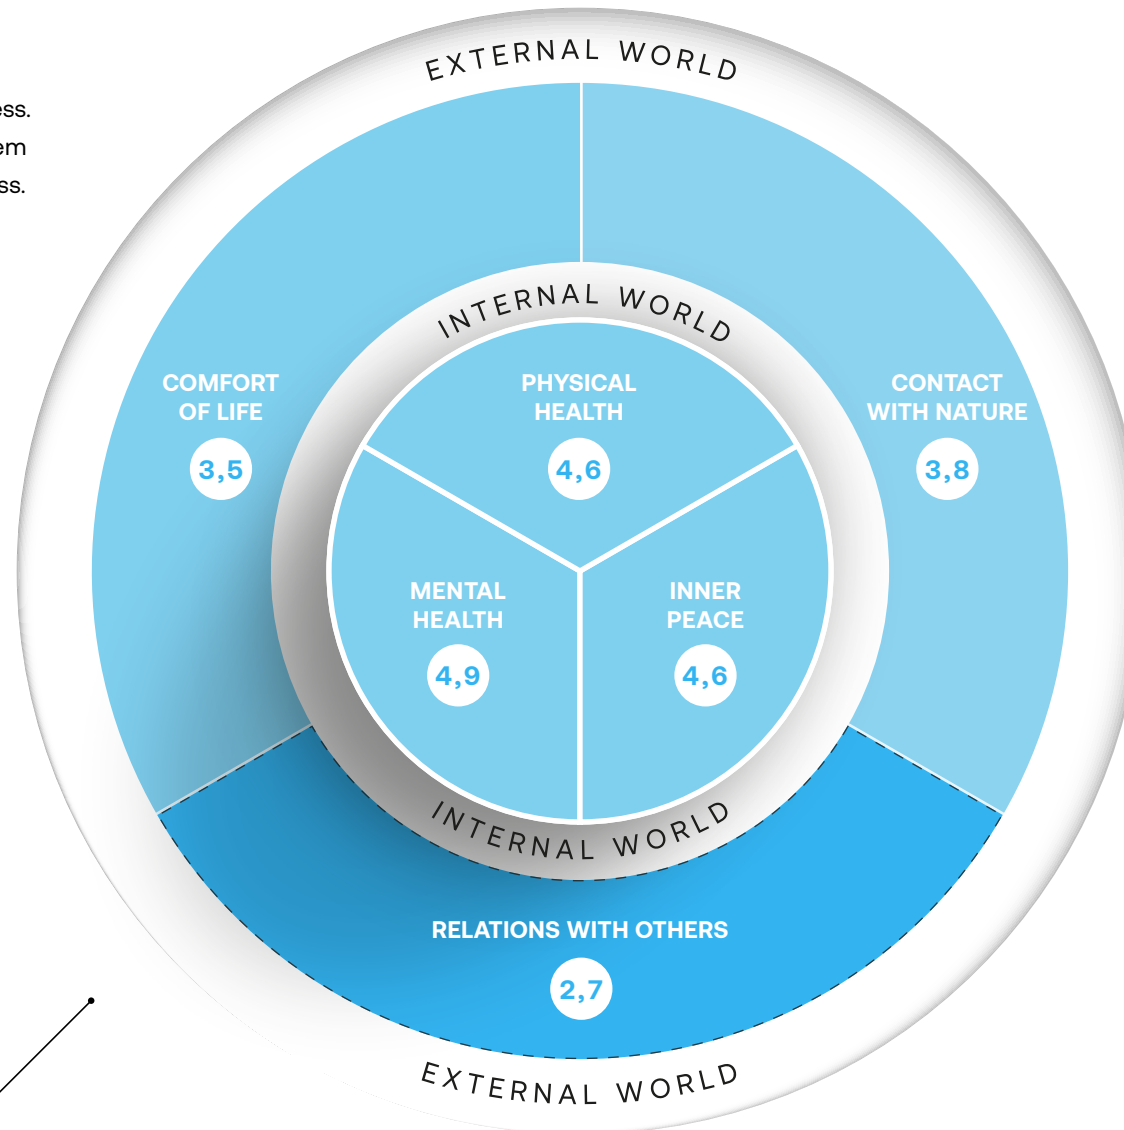 EXTERNAL WORLD
ess.
em
ss.
INTERNAL WORLD
COMFORT
OF LIFE
3,5
PHYSICAL
HEALTH
4,6
CONTACT
WITH NATURE
3,8
MENTAL
HEALTH
4,9
INNER
PEACE
4,6
INTERNAL WORLD
RELATIONS WITH OTHERS
2,7
EXTERNAL WORLD